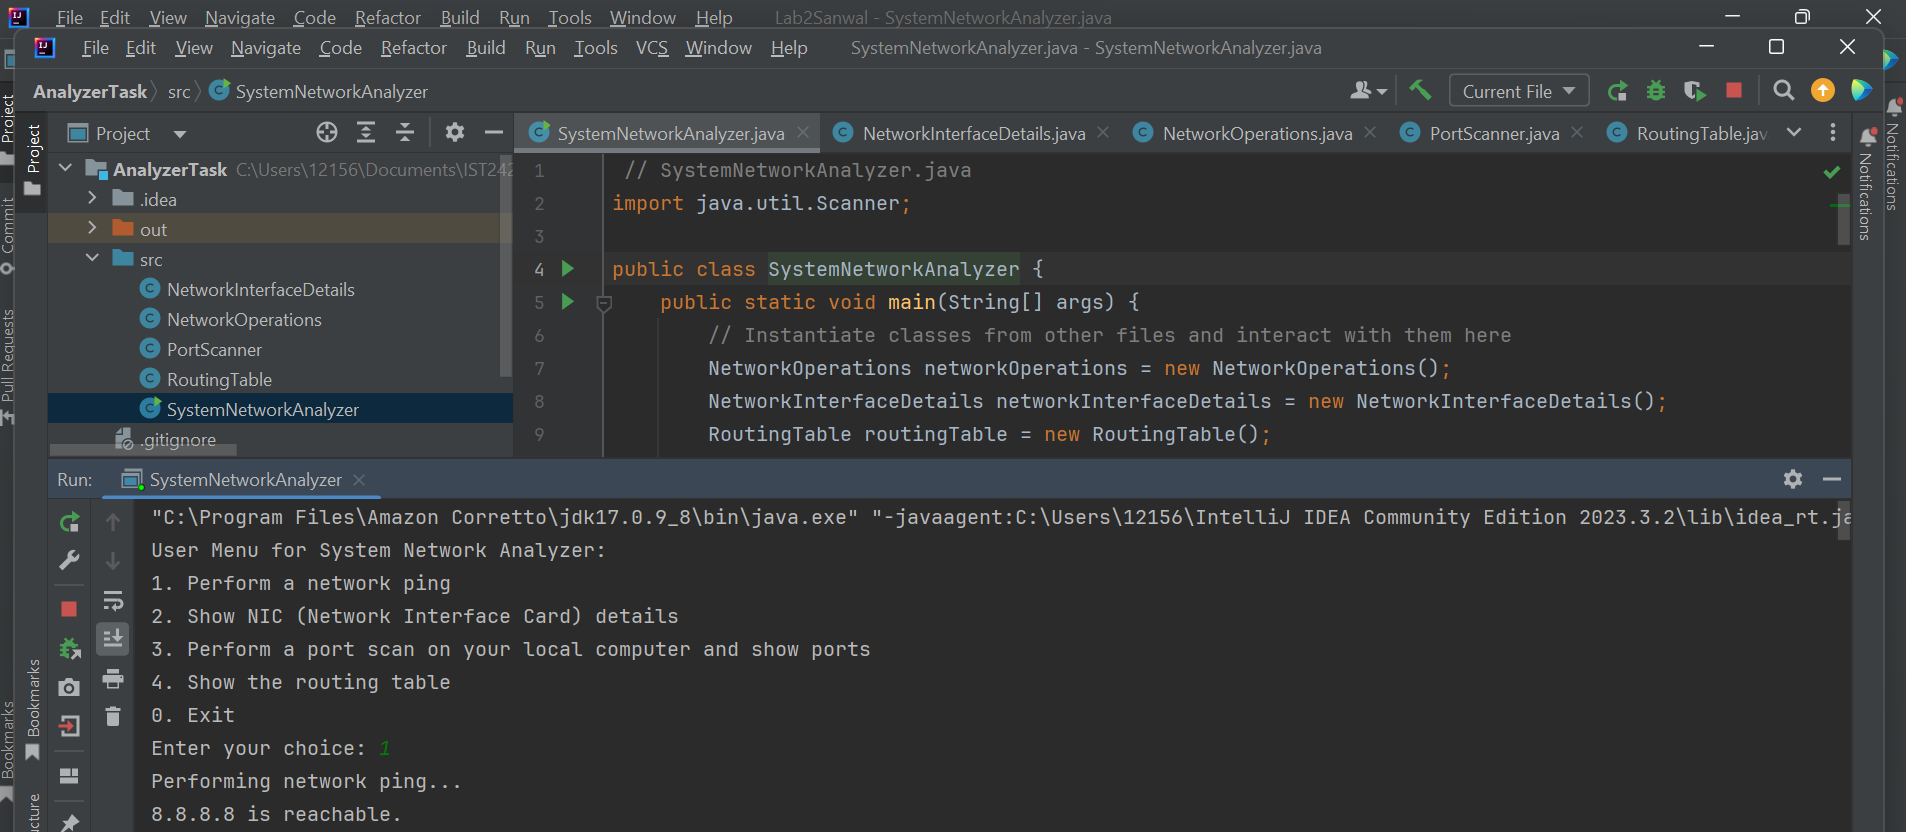 File Edit View Navigate Code Refactor Build Run Tools Window Help Lab2Sanwal - SystemNetworkAnalyzer.java
File Edit View Navigate Code Refactor Build Run Tools VCS Window Help SystemNetworkAnalyzer.java - SystemNetworkAnalyzer.java
AnalyzerTask src SystemNetworkAnalyzer Current File
Project SystemNetworkAnalyzer.java NetworkInterfaceDetails.java NetworkOperations.java PortScanner.java RoutingTable.jav
AnalyzerTask C:\Users\12156\Documents\IST242
.idea
out
src
NetworkInterfaceDetails
NetworkOperations
PortScanner
RoutingTable
SystemNetworkAnalyzer
.gitignore
1 // SystemNetworkAnalyzer.java
2 import java.util.Scanner;
3
4 public class SystemNetworkAnalyzer {
5 public static void main(String[] args) {
6 // Instantiate classes from other files and interact with them here
7 NetworkOperations networkOperations = new NetworkOperations();
8 NetworkInterfaceDetails networkInterfaceDetails = new NetworkInterfaceDetails();
9 RoutingTable routingTable = new RoutingTable();
Run: SystemNetworkAnalyzer
"C:\Program Files\Amazon Corretto\jdk17.0.9_8\bin\java.exe" "-javaagent:C:\Users\12156\IntelliJ IDEA Community Edition 2023.3.2\lib\idea_rt.ja
User Menu for System Network Analyzer:
1. Perform a network ping
2. Show NIC (Network Interface Card) details
3. Perform a port scan on your local computer and show ports
4. Show the routing table
0. Exit
Enter your choice: 1
Performing network ping...
8.8.8.8 is reachable.
Project
Commit
Pull Requests
Bookmarks
Project
Bookmarks
ucture
Notifications
Notifications